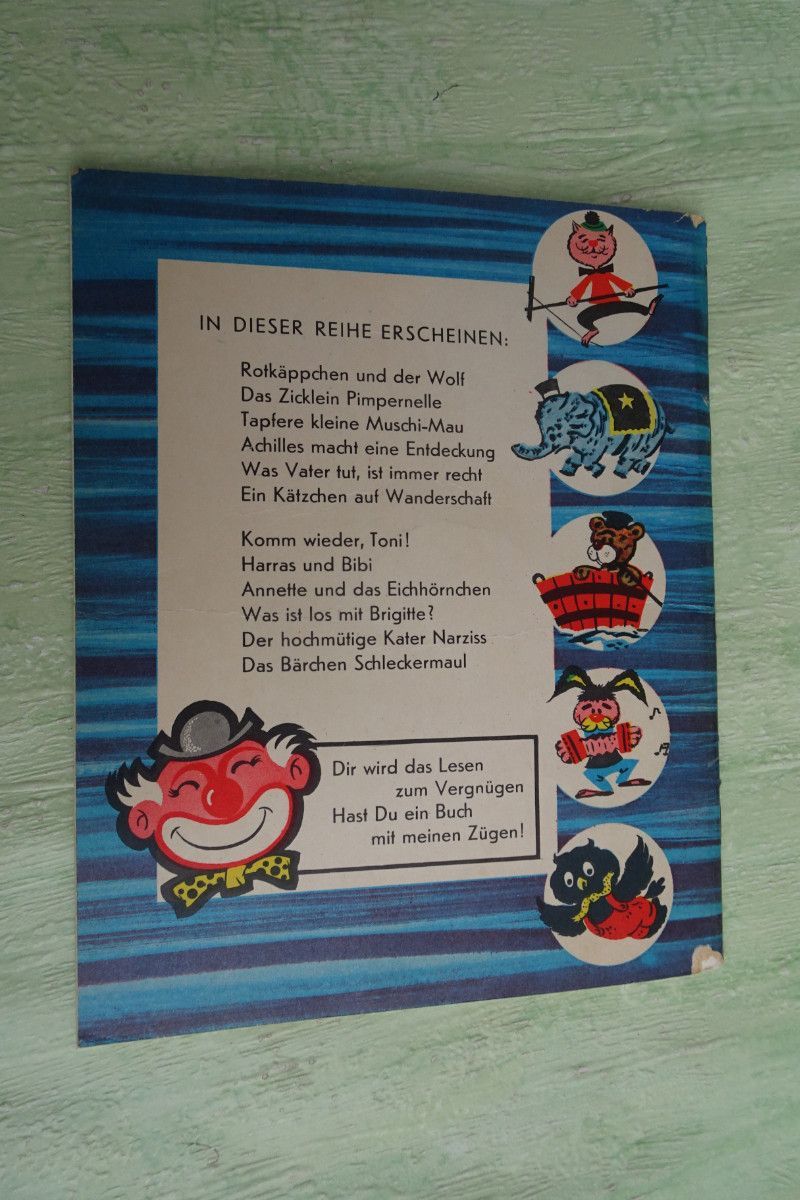 IN DIESER REIHE ERSCHEINEN:
Rotkäppchen und der Wolf
Das Zicklein Pimpernelle
Tapfere kleine Muschi-Mau
Achilles macht eine Entdeckung
Was Vater tut, ist immer recht
Ein Kätzchen auf Wanderschaft
Komm wieder, Toni!
Harras und Bibi
Annette und das Eichhörnchen
Was ist los mit Brigitte?
Der hochmütige Kater Narziss
Das Bärchen Schleckermaul
Dir wird das Lesen
zum Vergnügen
Hast Du ein Buch
mit meinen Zügen!